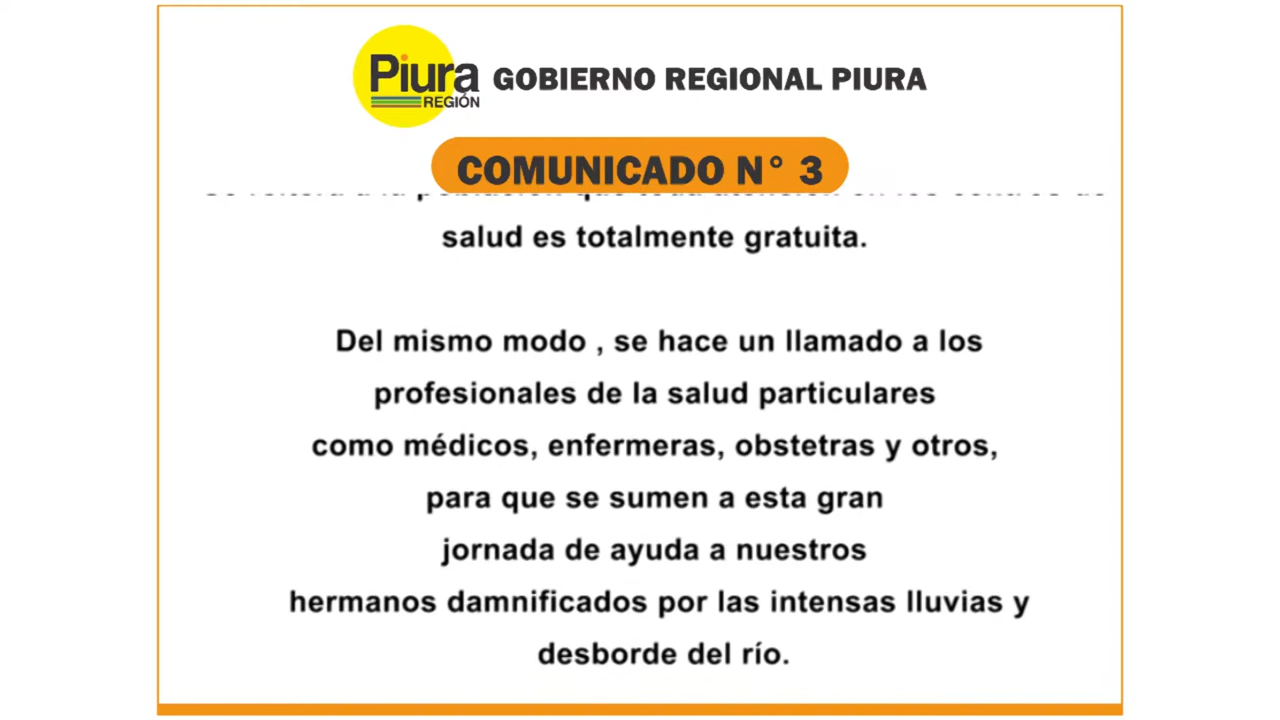 Piura
REGIÓN
GOBIERNO REGIONAL PIURA
COMUNICADO N° 3
salud es totalmente gratuita.
Del mismo modo , se hace un llamado a los
profesionales de la salud particulares
como médicos, enfermeras, obstetras y otros,
para que se sumen a esta gran
jornada de ayuda a nuestros
hermanos damnificados por las intensas lluvias y
desborde del río.